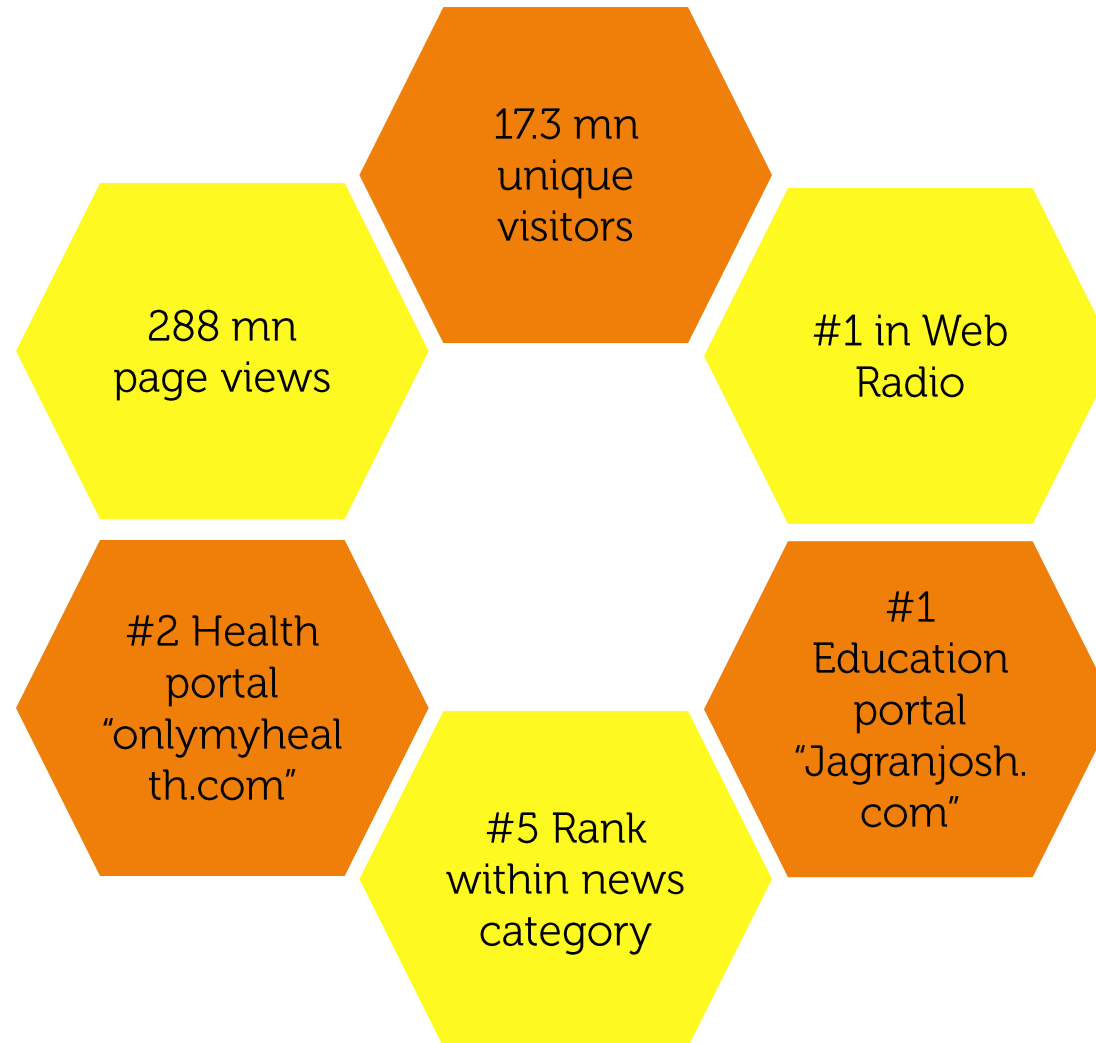 17.3 mn
unique
visitors
288 mn
page views
#1 in Web
Radio
#2 Health
portal
“onlymyheal
th.com”
#1
Education
portal
“Jagranjosh.
com”
#5 Rank
within news
category